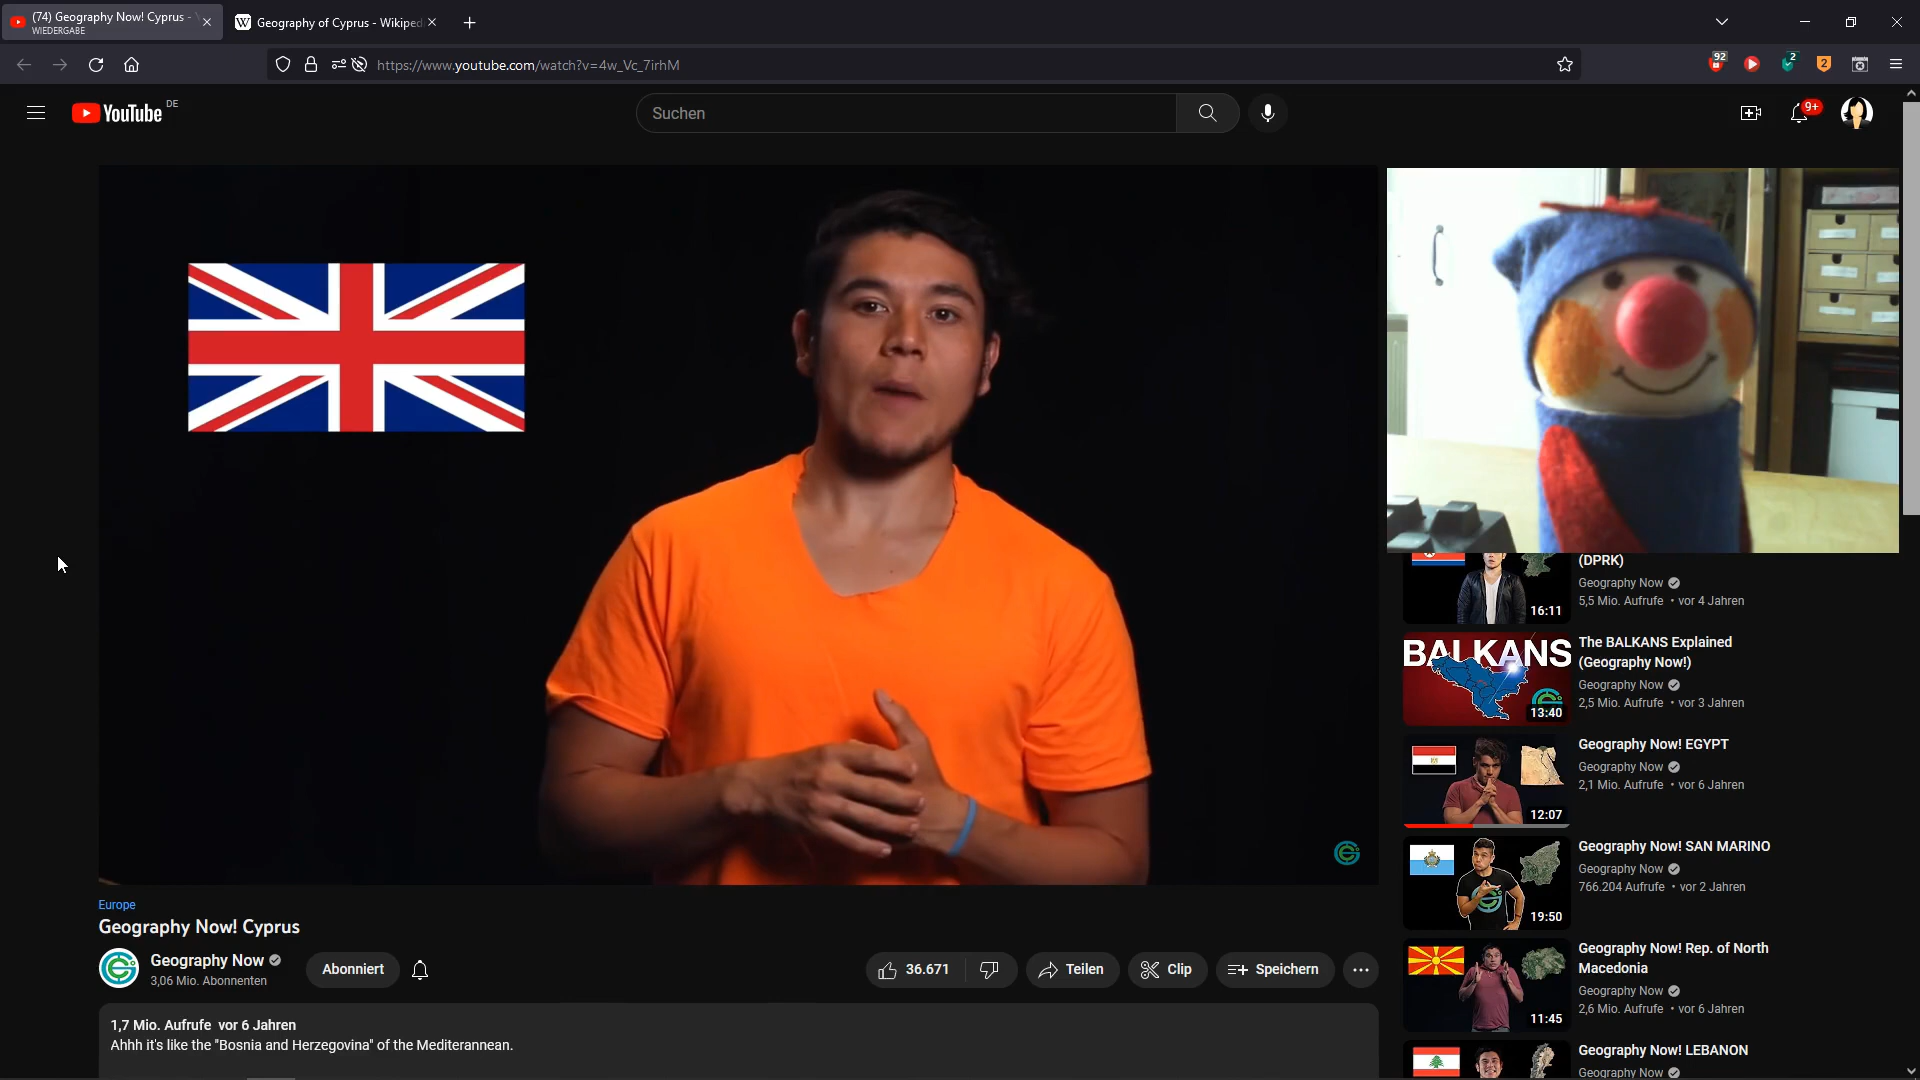 (74) Geography Now! Cyprus -
WIEDERGABE
Geography of Cyprus - Wikiped
https://www.youtube.com/watch?v=4w_Vc_7irhM
92
2
2
YouTube DE
Suchen
9+
(DPRK)
Geography Now
5,5 Mio. Aufrufe • vor 4 Jahren
16:11
BALKANS
13:40
The BALKANS Explained
(Geography Now!)
Geography Now
2,5 Mio. Aufrufe • vor 3 Jahren
Geography Now! EGYPT
Geography Now
2,1 Mio. Aufrufe • vor 6 Jahren
12:07
Geography Now! SAN MARINO
Geography Now
766.204 Aufrufe • vor 2 Jahren
19:50
Geography Now! Rep. of North
Macedonia
Geography Now
2,6 Mio. Aufrufe • vor 6 Jahren
11:45
Geography Now! LEBANON
Geography Now
Europe
Geography Now! Cyprus
Geography Now
3,06 Mio. Abonnenten
Abonniert
36.671
Teilen
Clip
Speichern
1,7 Mio. Aufrufe vor 6 Jahren
Ahhh it's like the "Bosnia and Herzegovina" of the Mediterannean.